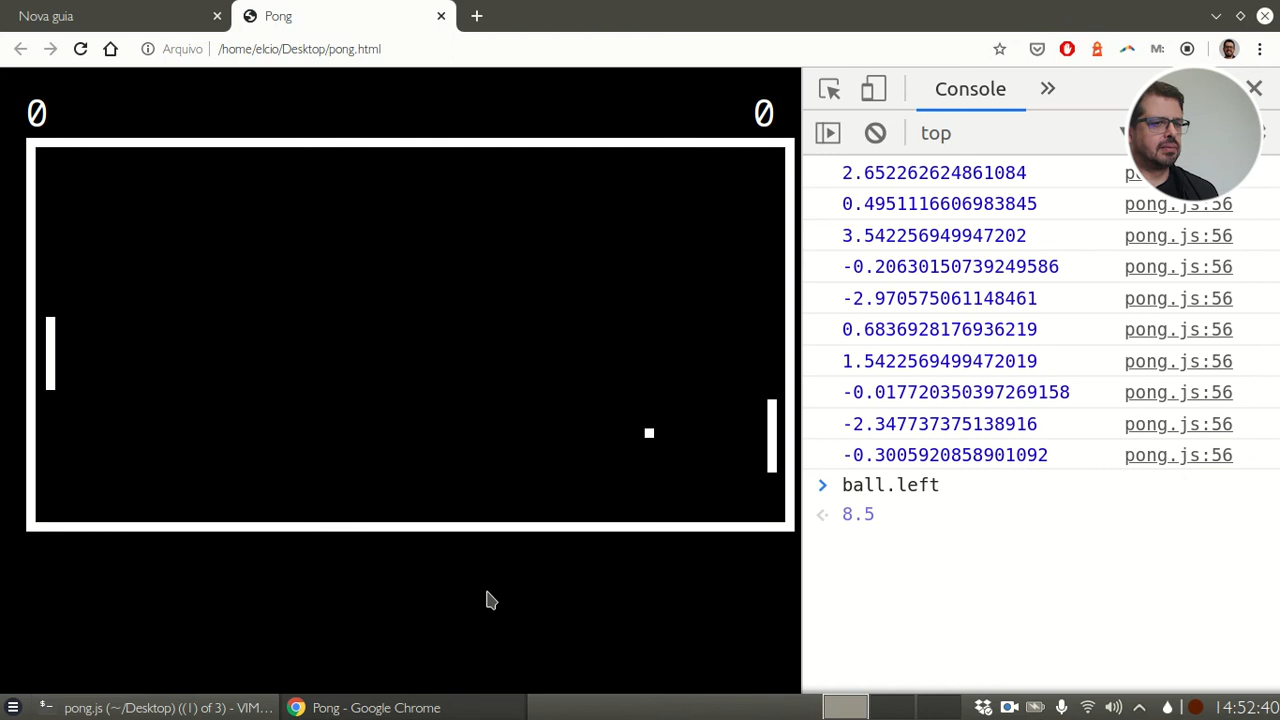 Nova guia
Pong
Arquivo
/home/elcio/Desktop/pong.html
M:
0
0
Console
top
2.652262624861084
0.4951116606983845 pong.js:56
3.542256949947202 pong.js:56
-0.20630150739249586 pong.js:56
-2.970575061148461 pong.js:56
0.6836928176936219 pong.js:56
1.5422569499472019 pong.js:56
-0.017720350397269158 pong.js:56
-2.347737375138916 pong.js:56
-0.3005920858901092 pong.js:56
ball.left
8.5
pong.js (~/Desktop) ((1) of 3) - VIM...
Pong - Google Chrome
14:52:40